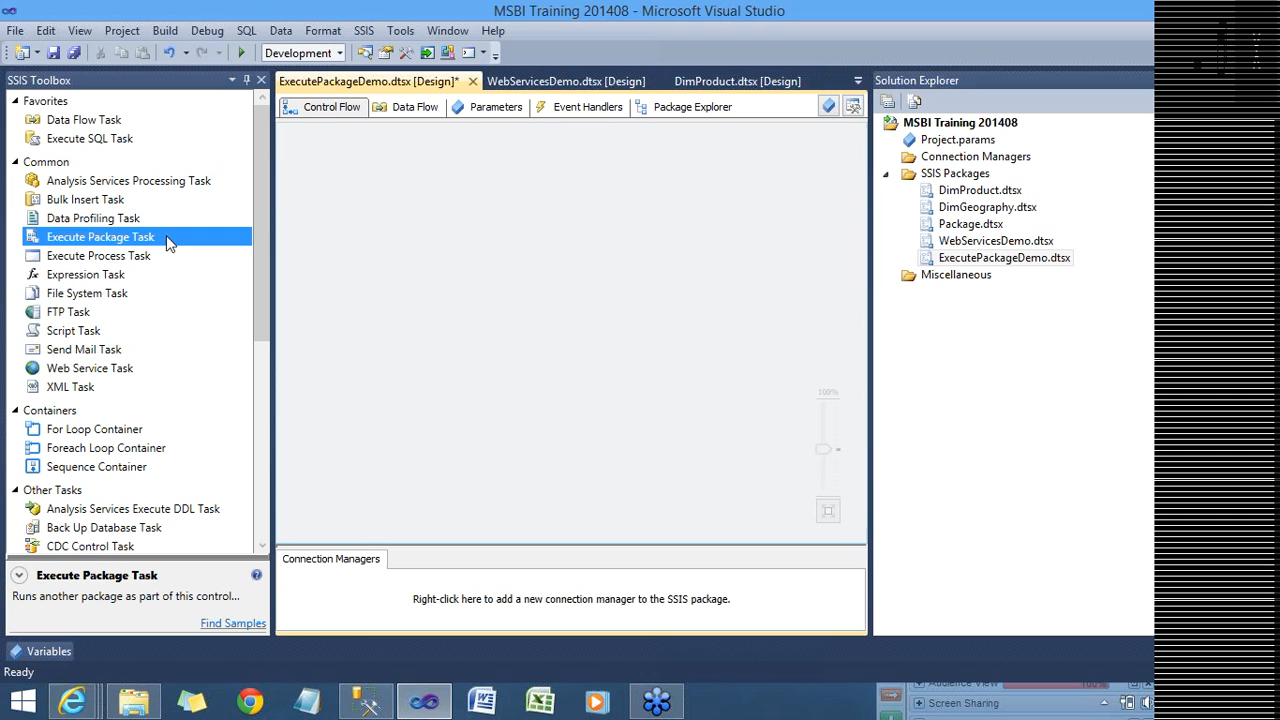 MSBI Training 201408 - Microsoft Visual Studio
File Edit View Project Build Debug SQL Data Format SSIS Tools Window Help
Development
SSIS Toolbox
ExecutePackageDemo.dtsx [Design]
WebServicesDemo.dtsx [Design]
DimProduct.dtsx [Design]
Solution Explorer
Favorites
Data Flow Task
Execute SQL Task
Common
Analysis Services Processing Task
Bulk Insert Task
Data Profiling Task
Execute Package Task
Execute Process Task
Expression Task
File System Task
FTP Task
Script Task
Send Mail Task
Web Service Task
XML Task
Containers
For Loop Container
Foreach Loop Container
Sequence Container
Other Tasks
Analysis Services Execute DDL Task
Back Up Database Task
CDC Control Task
Execute Package Task
Runs another package as part of this control...
Find Samples
Control Flow
Data Flow
Parameters
Event Handlers
Package Explorer
100%
Connection Managers
Right-click here to add a new connection manager to the SSIS package.
MSBI Training 201408
Project.params
Connection Managers
SSIS Packages
DimProduct.dtsx
DimGeography.dtsx
Package.dtsx
WebServicesDemo.dtsx
ExecutePackageDemo.dtsx
Miscellaneous
Variables
Ready
Audience View
100%
Screen Sharing